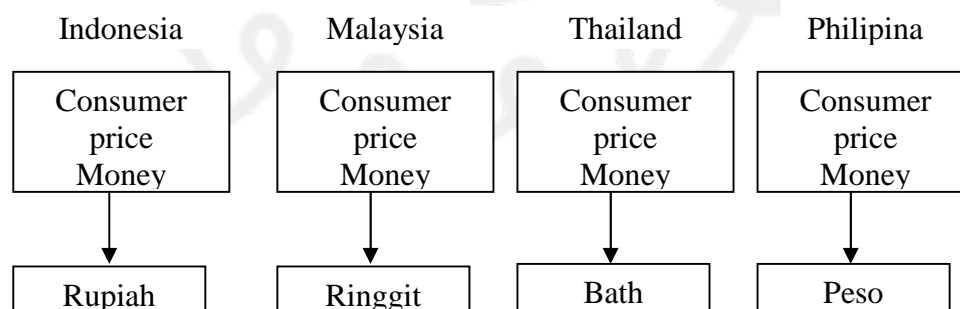 Indonesia Malaysia Thailand Philipina
Consumer price Money
Consumer price Money
Consumer price Money
Consumer price Money
Rupiah Ringgit Bath Peso